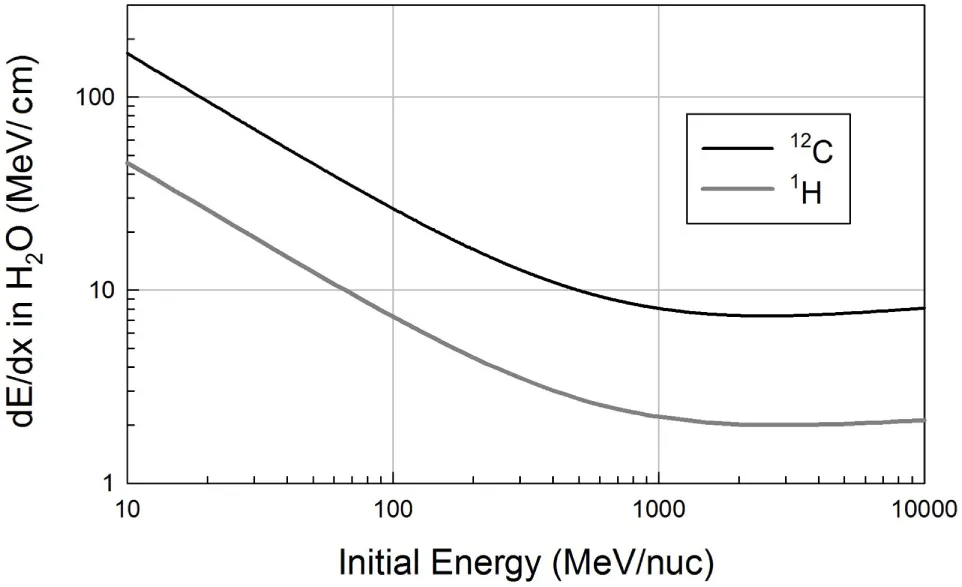 dE/dx in H₂O (MeV/cm)
100
10
1
¹²C
¹H
10
100
1000
10000
Initial Energy (MeV/nuc)